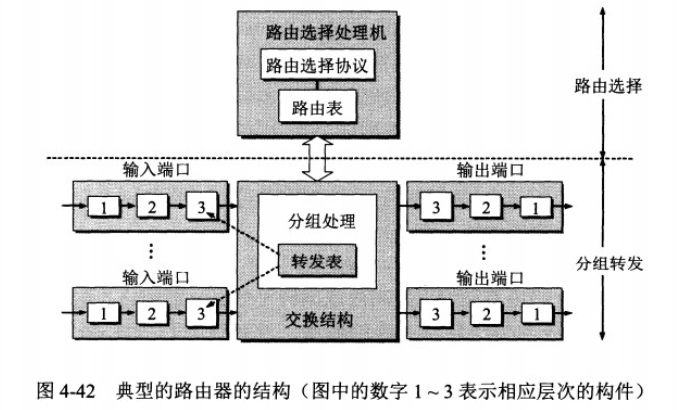 路由选择处理机
路由选择协议
路由表
路由选择
输入端口
输出端口
1 2 3
3 2 1
分组处理
转发表
分组转发
输入端口
输出端口
1 2 3
3 2 1
交换结构
图 4-42 典型的路由器的结构（图中的数字 1 ~ 3 表示相应层次的构件）